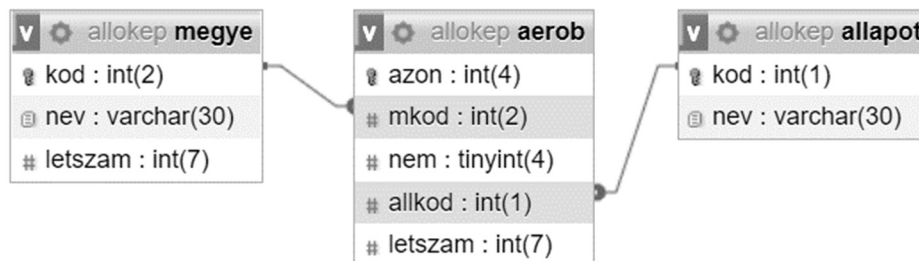 v allokep megye
kod : int(2)
nev : varchar(30)
# letszam : int(7)
v allokep aerob
azon : int(4)
# mkod : int(2)
# nem : tinyint(4)
# allkod : int(1)
# letszam : int(7)
v allokep allapot
kod : int(1)
nev : varchar(30)